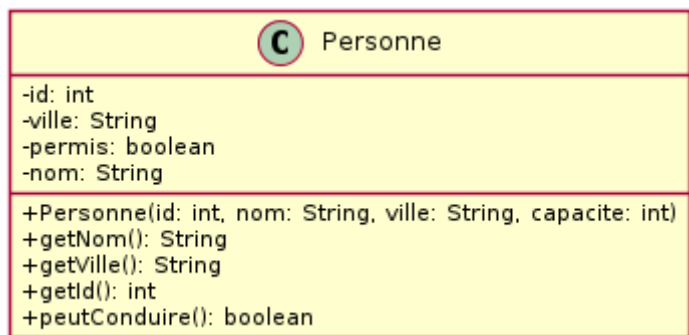 C Personne
-id: int
-ville: String
-permis: boolean
-nom: String
+Personne(id: int, nom: String, ville: String, capacite: int)
+getNom(): String
+getVille(): String
+getId(): int
+peutConduire(): boolean